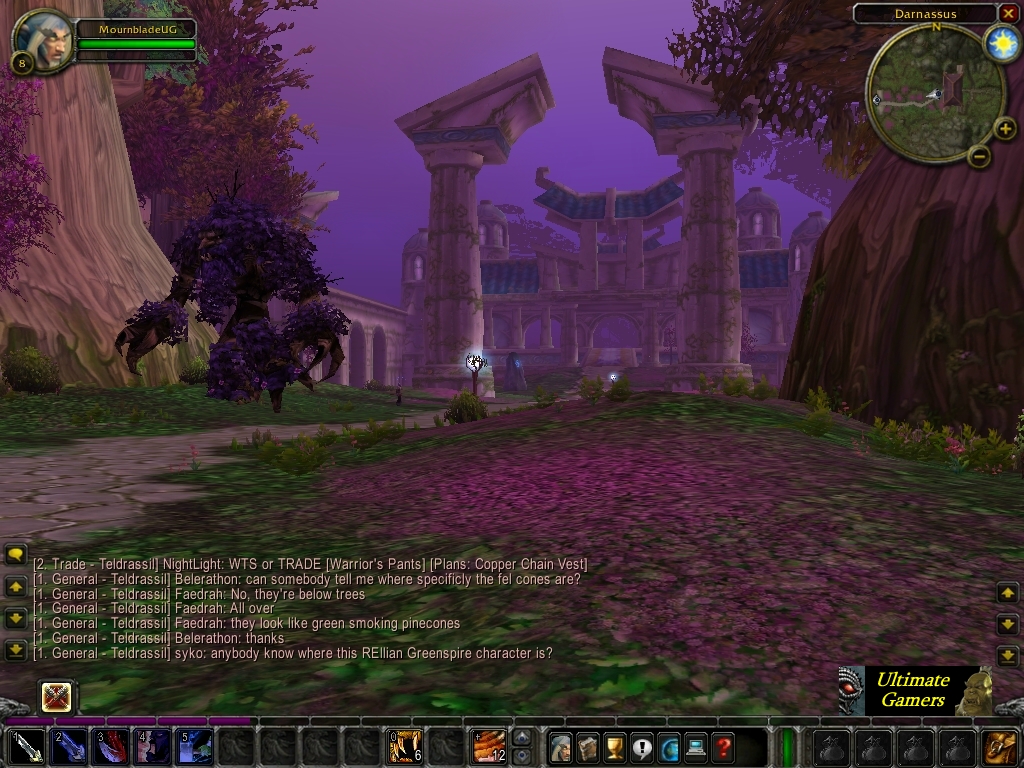 MournbladeUG
8
Darnassus
N
[2. Trade - Teldrassil] NightLight: WTS or TRADE [Warrior's Pants] [Plans: Copper Chain Vest]
[1. General - Teldrassil] Belerathon: can somebody tell me where specificly the fel cones are?
[1. General - Teldrassil] Faedrah: No, they're below trees
[1. General - Teldrassil] Faedrah: All over
[1. General - Teldrassil] Faedrah: they look like green smoking pinecones
[1. General - Teldrassil] Belerathon: thanks
[1. General - Teldrassil] syko: anybody know where this REllian Greenspire character is?
Ultimate
Gamers
1 2 3 4 5 0 6 12